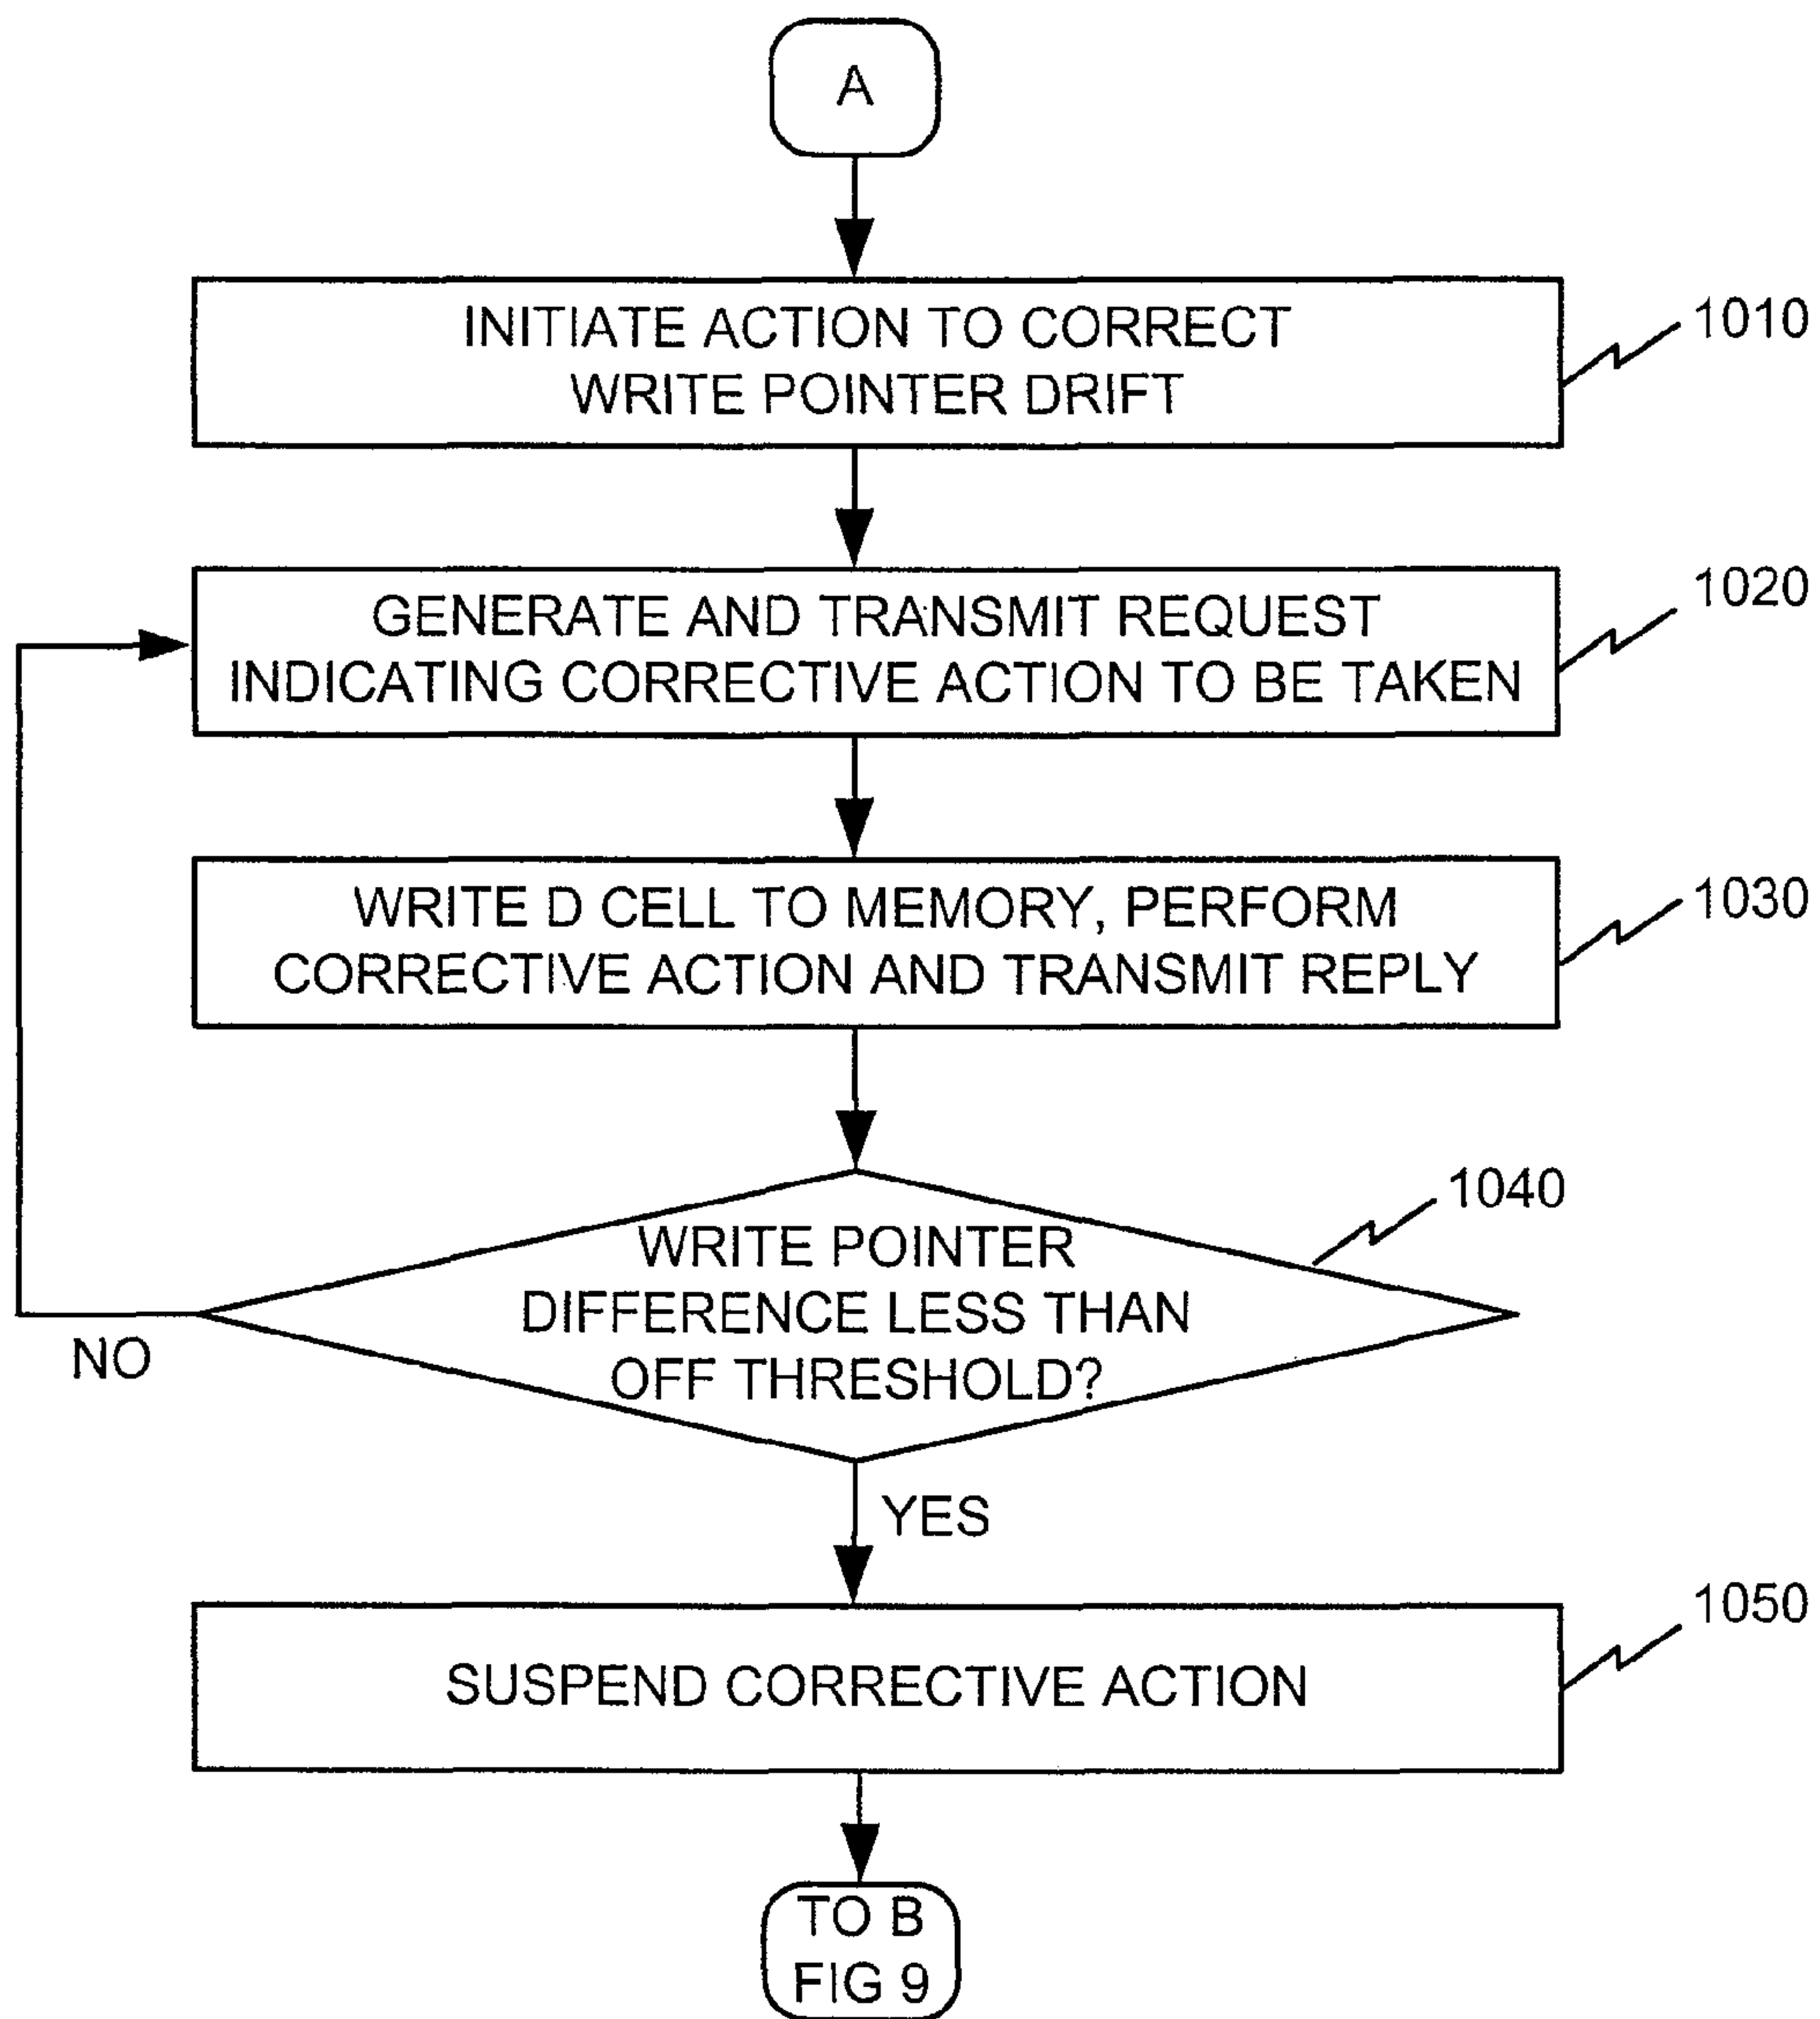 A
INITIATE ACTION TO CORRECT
WRITE POINTER DRIFT
1010
GENERATE AND TRANSMIT REQUEST
INDICATING CORRECTIVE ACTION TO BE TAKEN
1020
WRITE D CELL TO MEMORY, PERFORM
CORRECTIVE ACTION AND TRANSMIT REPLY
1030
WRITE POINTER
DIFFERENCE LESS THAN
OFF THRESHOLD?
1040
NO
YES
SUSPEND CORRECTIVE ACTION
1050
TO B
FIG 9